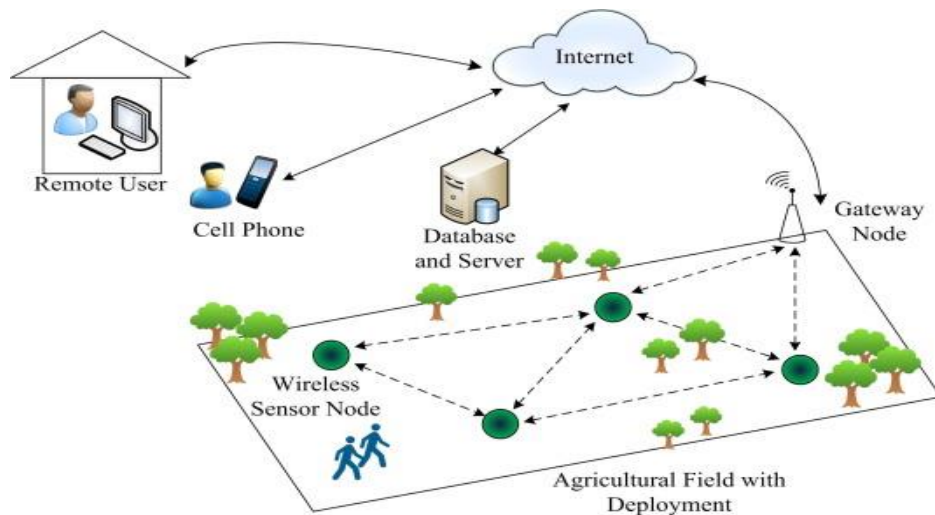 Internet
Remote User
Cell Phone
Database
and Server
Gateway
Node
Wireless
Sensor Node
Agricultural Field with
Deployment